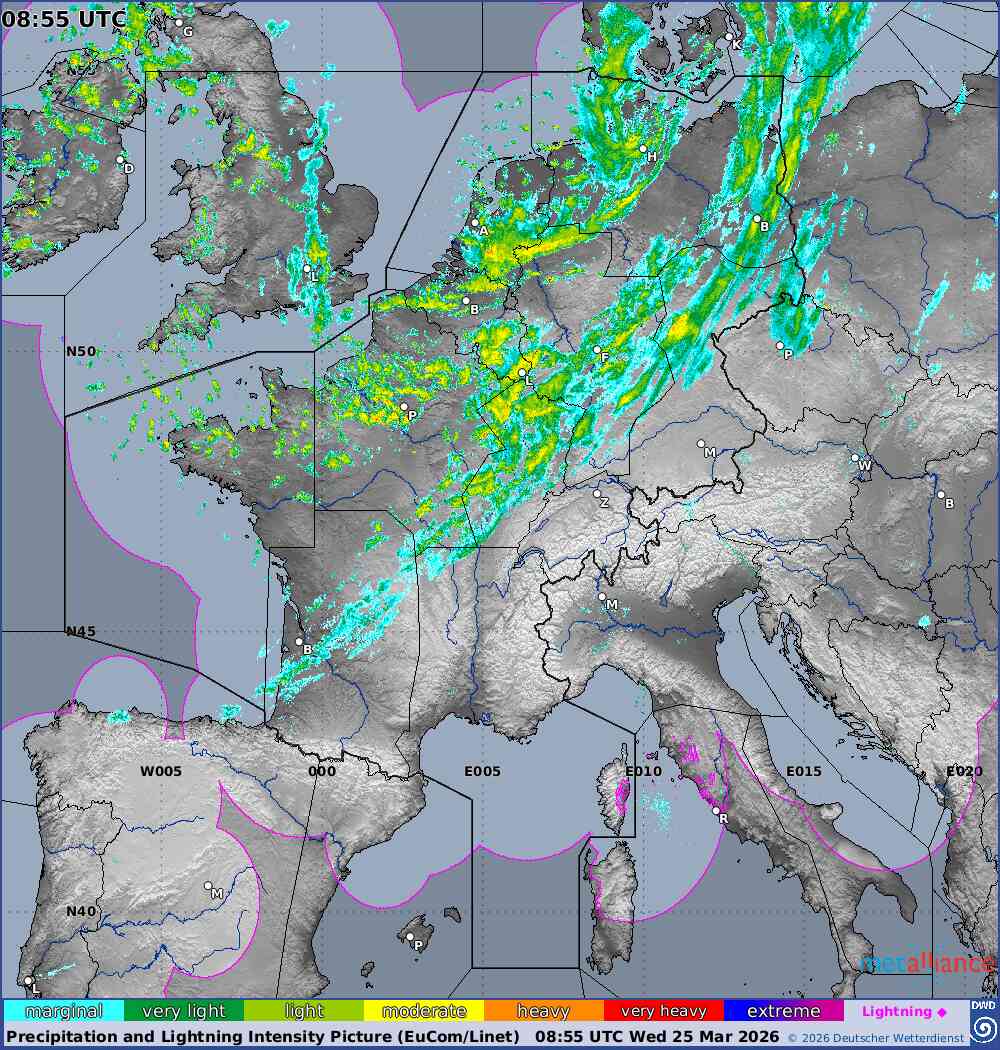 08:55 UTC
G
K
N55
D
H
A
B
L
B
N50
F
P
L
P
M
W
Z
B
M
N45
B
W005
000
E005
E010
E015
E020
R
M
N40
P
L
metalliance
marginal
very light
light
moderate
heavy
very heavy
extreme
Lightning ◆
DWD
Precipitation and Lightning Intensity Picture (EuCom/Linet) 08:55 UTC Wed 25 Mar 2026 © 2026 Deutscher Wetterdienst